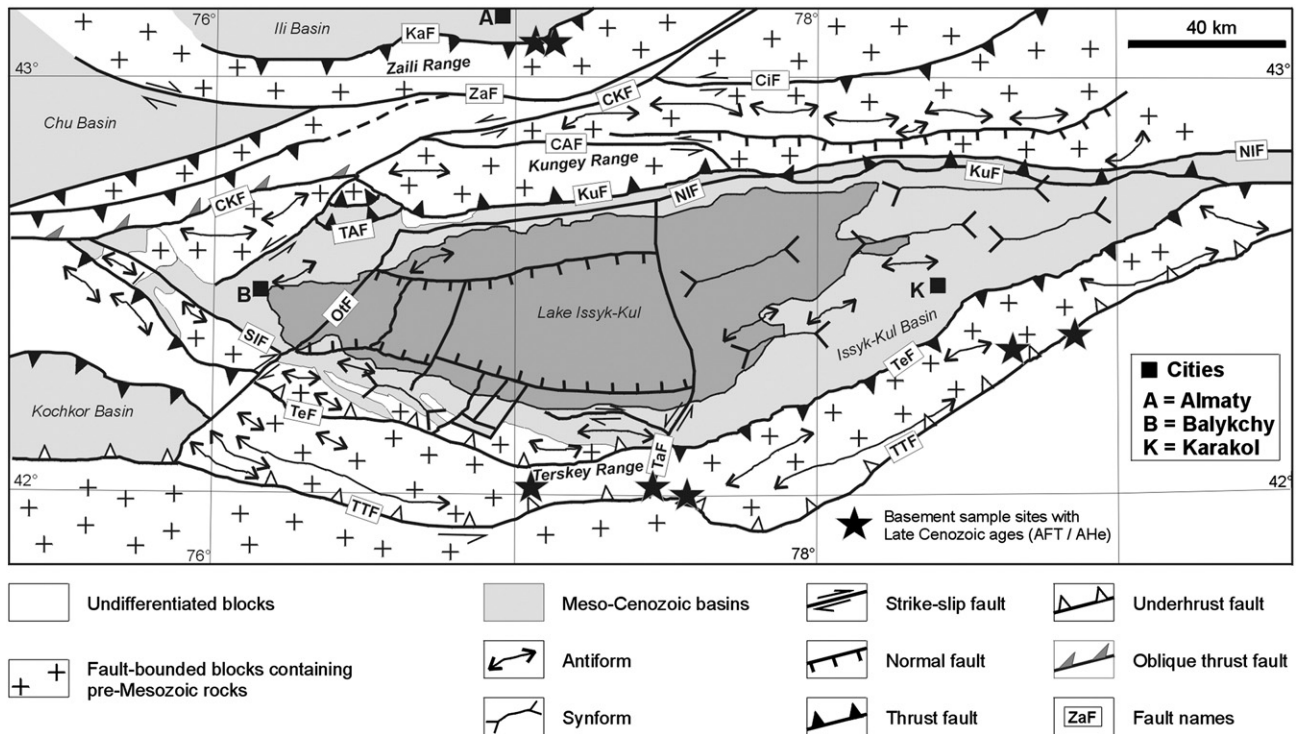 76°
A
78°
40 km
Ili Basin
KaF
43°
Zaili Range
43°
CiF
ZaF
CKF
Chu Basin
CAF
Kungey Range
NIF
KuF
KuF
NIF
CKF
TAF
B
OtF
Lake Issyk-Kul
K
Issyk-Kul Basin
SIF
TeF
Kochkor Basin
TeF
TTF
Terskey Range
TaF
42°
42°
TTF
76°
78°
Cities
A = Almaty
B = Balykchy
K = Karakol
Basement sample sites with
Late Cenozoic ages (AFT / AHe)
Undifferentiated blocks
Meso-Cenozoic basins
Strike-slip fault
Underhrust fault
Fault-bounded blocks containing
pre-Mesozoic rocks
Antiform
Normal fault
Oblique thrust fault
Synform
Thrust fault
ZaF
Fault names